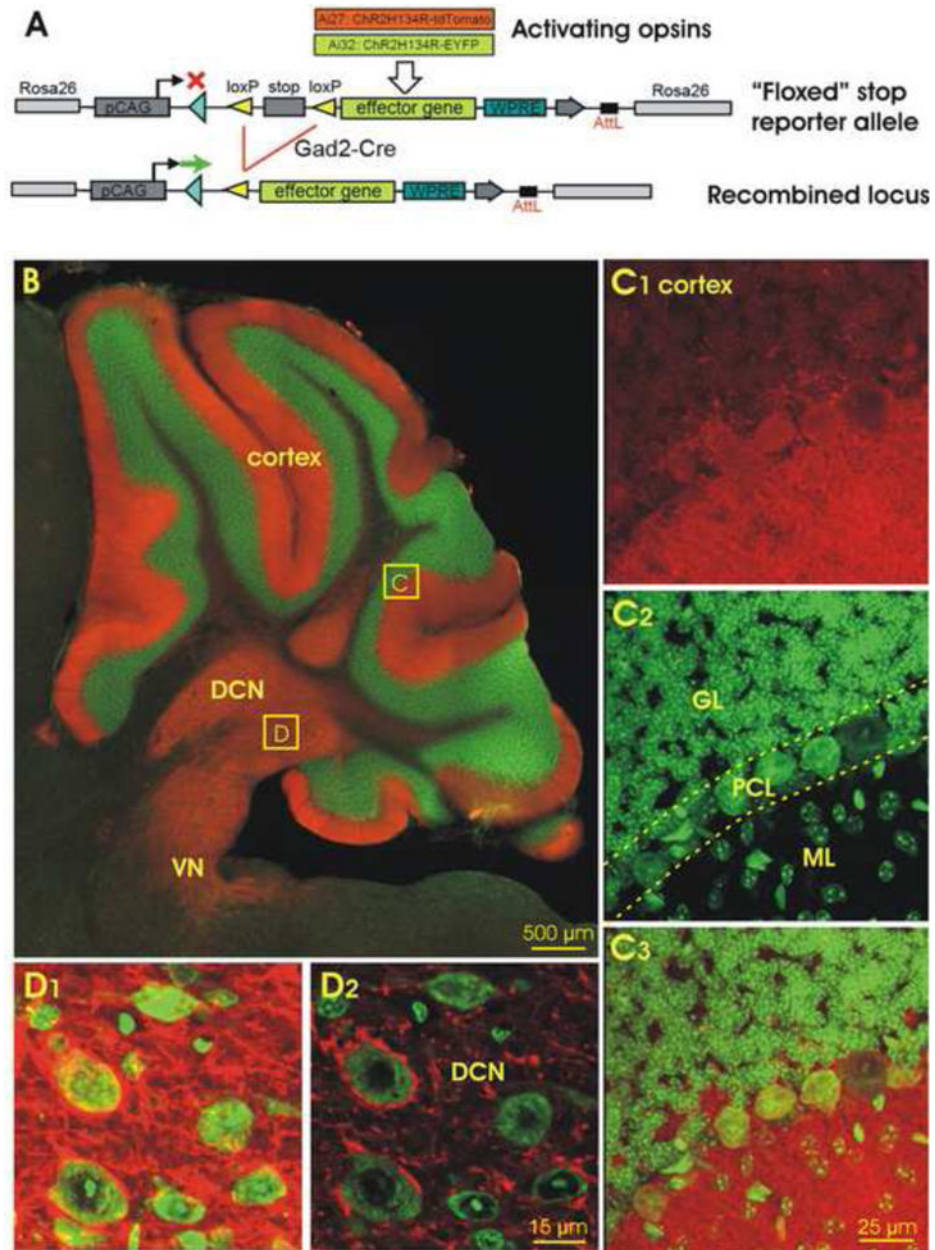 A
Ai27: ChR2H134R-tdTomato
Ai32: ChR2H134R-EYFP
Activating opsins
Rosa26
pCAG
loxP
stop
loxP
effector gene
WPRE
AttL
Rosa26
"Floxed" stop
reporter allele
Gad2-Cre
pCAG
effector gene
WPRE
AttL
Recombined locus
B
cortex
C
DCN
D
VN
500 µm
C1 cortex
C2
GL
PCL
ML
C3
25 µm
D1
D2
DCN
15 µm